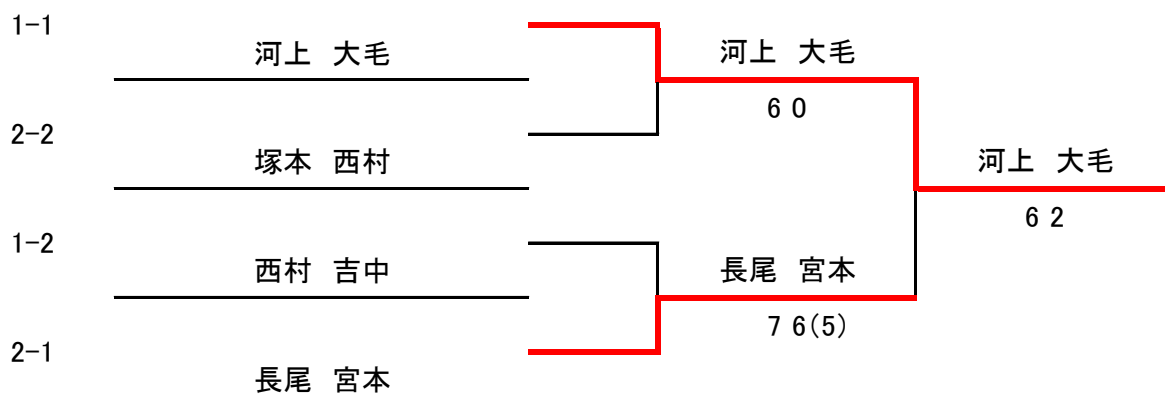 1-1
河上　大毛
河上　大毛
6 0
2-2
塚本　西村
河上　大毛
6 2
1-2
西村　吉中
長尾　宮本
7 6(5)
2-1
長尾　宮本